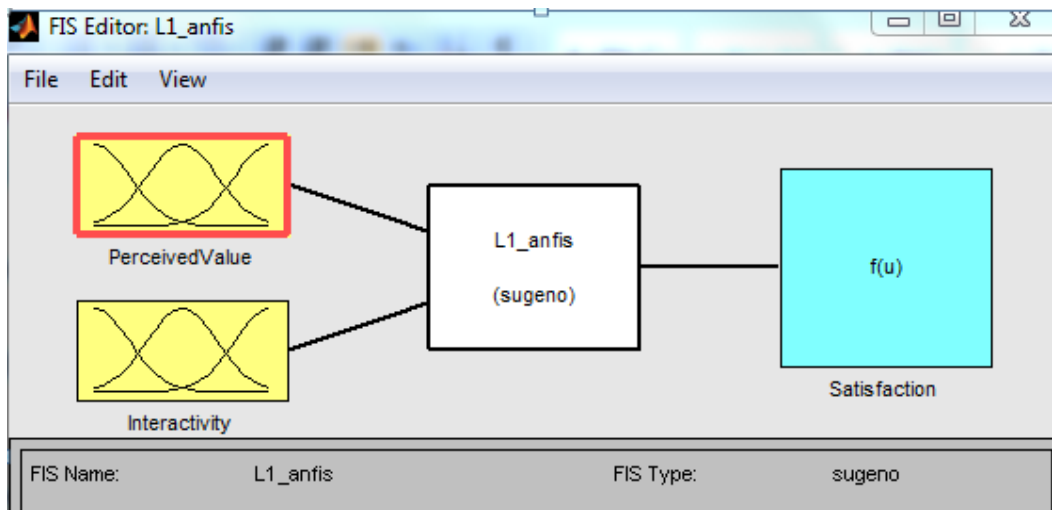 FIS Editor: L1_anfis
File Edit View
PerceivedValue
Interactivity
L1_anfis
(sugeno)
f(u)
Satisfaction
FIS Name: L1_anfis FIS Type: sugeno